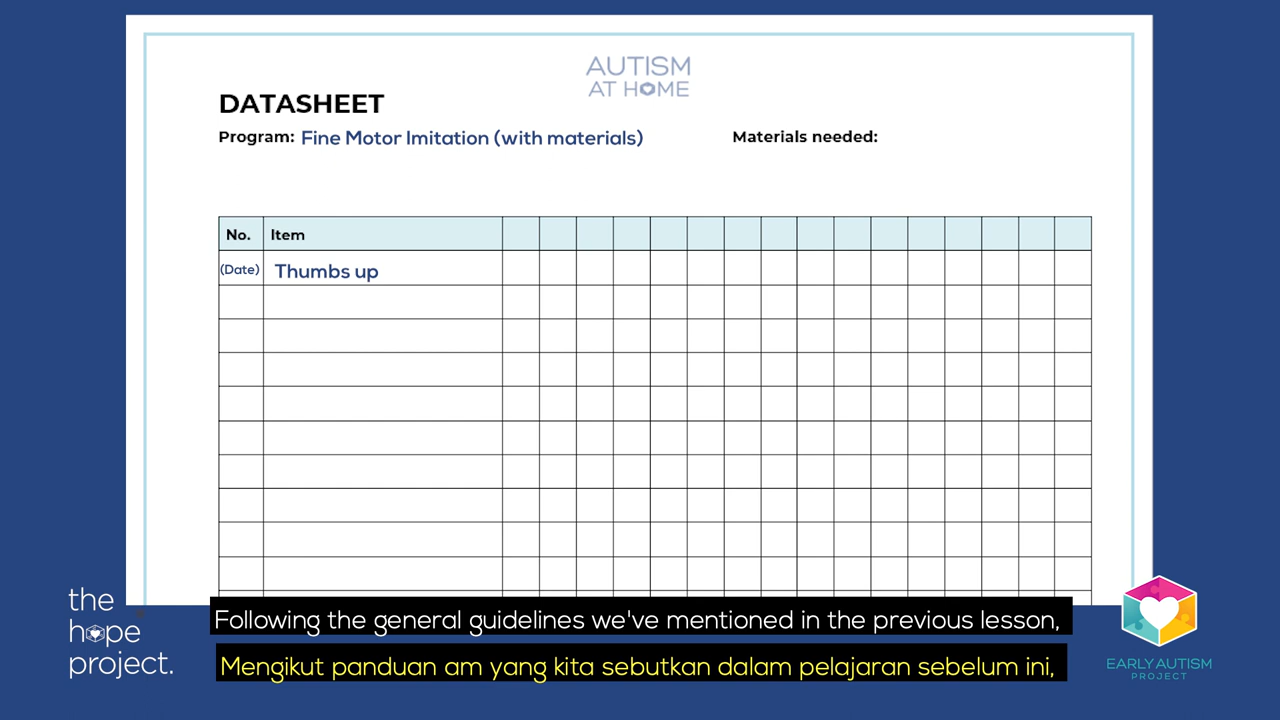 AUTISM
AT HOME
DATASHEET
Program: Fine Motor Imitation (with materials) Materials needed:
No. Item
(Date) Thumbs up
the
hope
project.
Following the general guidelines we've mentioned in the previous lesson,
Mengikut panduan am yang kita sebutkan dalam pelajaran sebelum ini,
EARLY AUTISM
PROJECT